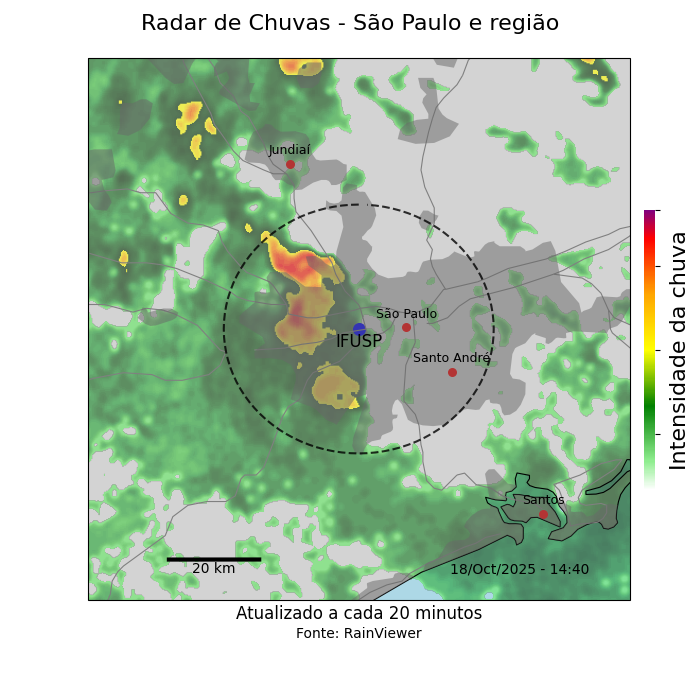 Radar de Chuvas - São Paulo e região
Jundiaí
São Paulo
IFUSP
Santo André
Santos
20 km
18/Oct/2025 - 14:40
Intensidade da chuva
Atualizado a cada 20 minutos
Fonte: RainViewer